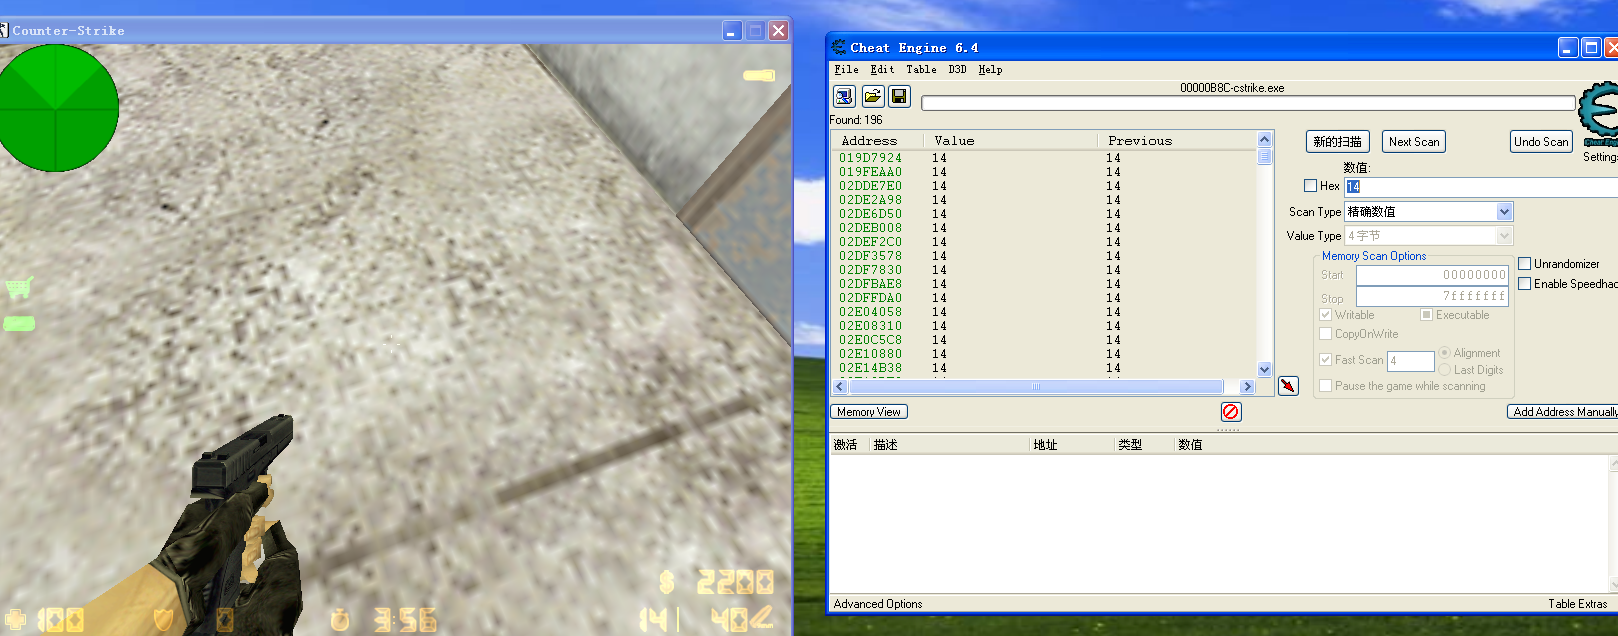 Counter-Strike
$ 2200
100
0
3:56
14| 40
Cheat Engine 6.4
File Edit Table D3D Help
00000B8C-cstrike.exe
Found: 196
Address Value Previous
019D7924 14 14
019FEAA0 14 14
02DDE7E0 14 14
02DE2A98 14 14
02DE6D50 14 14
02DEB008 14 14
02DEF2C0 14 14
02DF3578 14 14
02DF7830 14 14
02DFBAE8 14 14
02DFFDA0 14 14
02E04058 14 14
02E08310 14 14
02E0C5C8 14 14
02E10880 14 14
02E14B38 14 14
新的扫描 Next Scan Undo Scan
Cheat Engine
Settings
数值:
Hex 14
Scan Type 精确数值
Value Type 4 字节
Memory Scan Options
Start 00000000
Stop 7fffffff
Writable Executable
CopyOnWrite
Fast Scan 4 Alignment
Last Digits
Pause the game while scanning
Unrandomizer
Enable Speedhac
Memory View Add Address Manually
激活 描述 地址 类型 数值
Advanced Options Table Extras